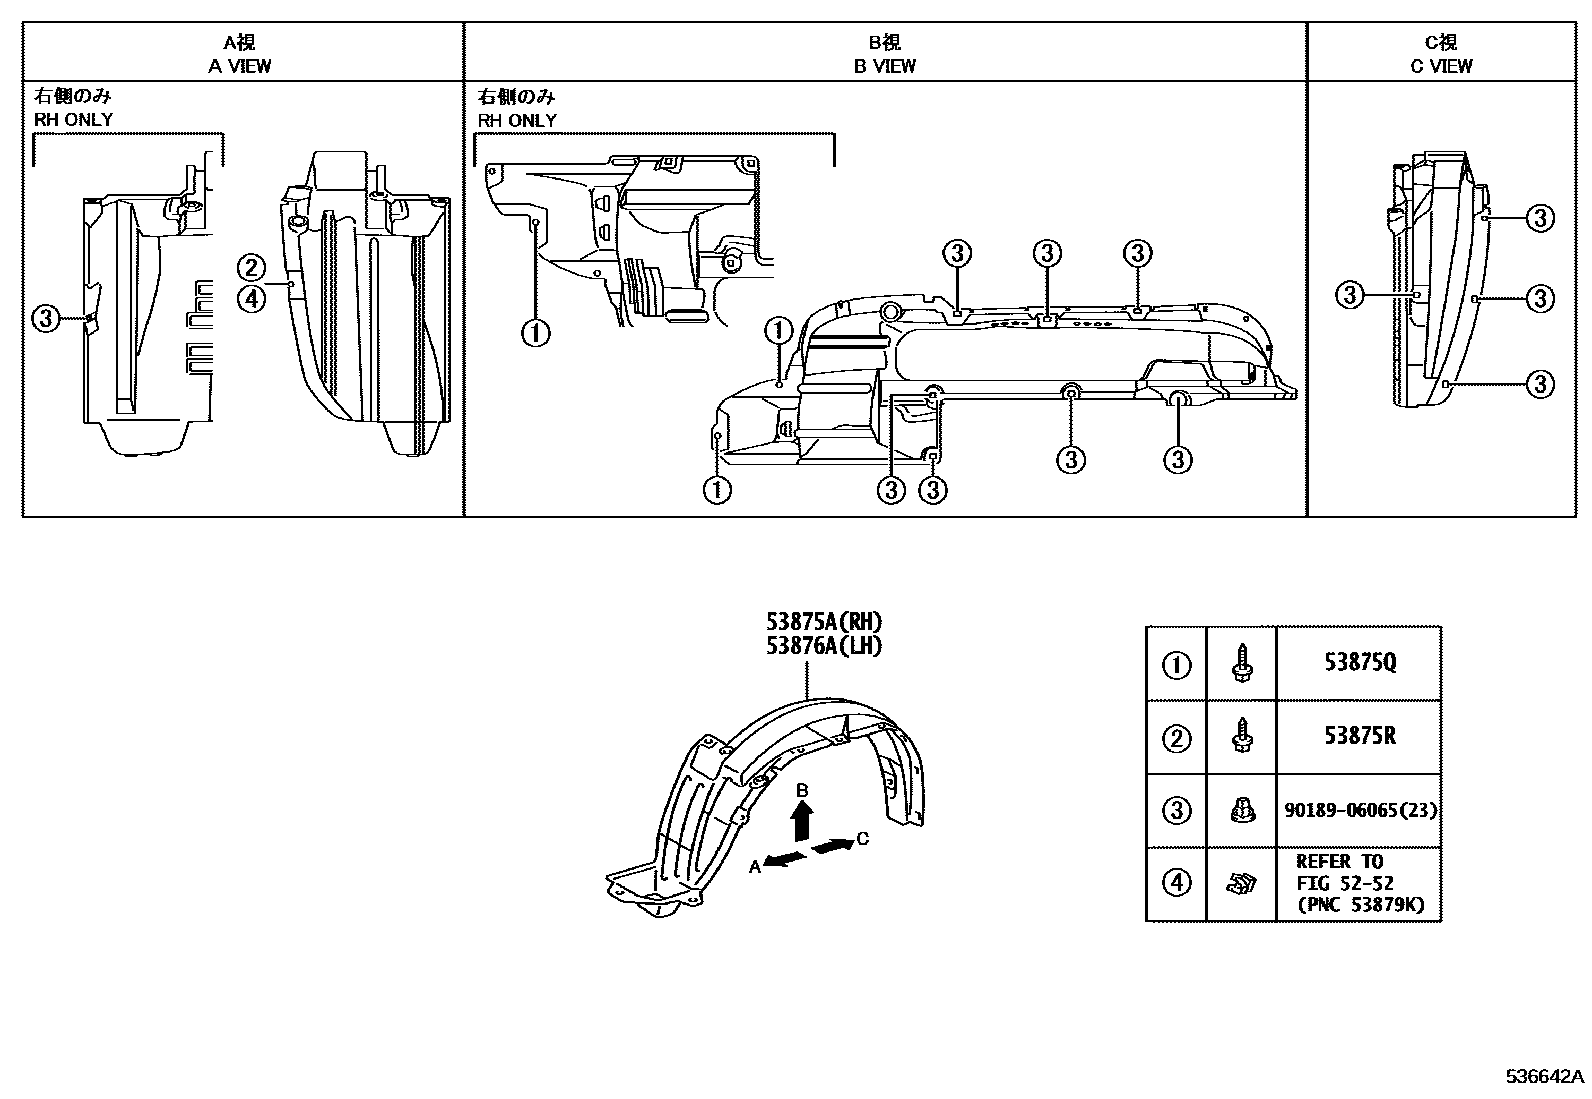 A視
A VIEW
B視
B VIEW
C視
C VIEW
右側のみ
RH ONLY
右側のみ
RH ONLY
3
2
4
1
1
1
3
3
3
3
3
3
3
3
3
3
3
53875A(RH)
53876A(LH)
B
A
C
1
53875Q
2
53875R
3
90189-06065(23)
4
REFER TO
FIG 52-52
(PNC 53879K)
536642A